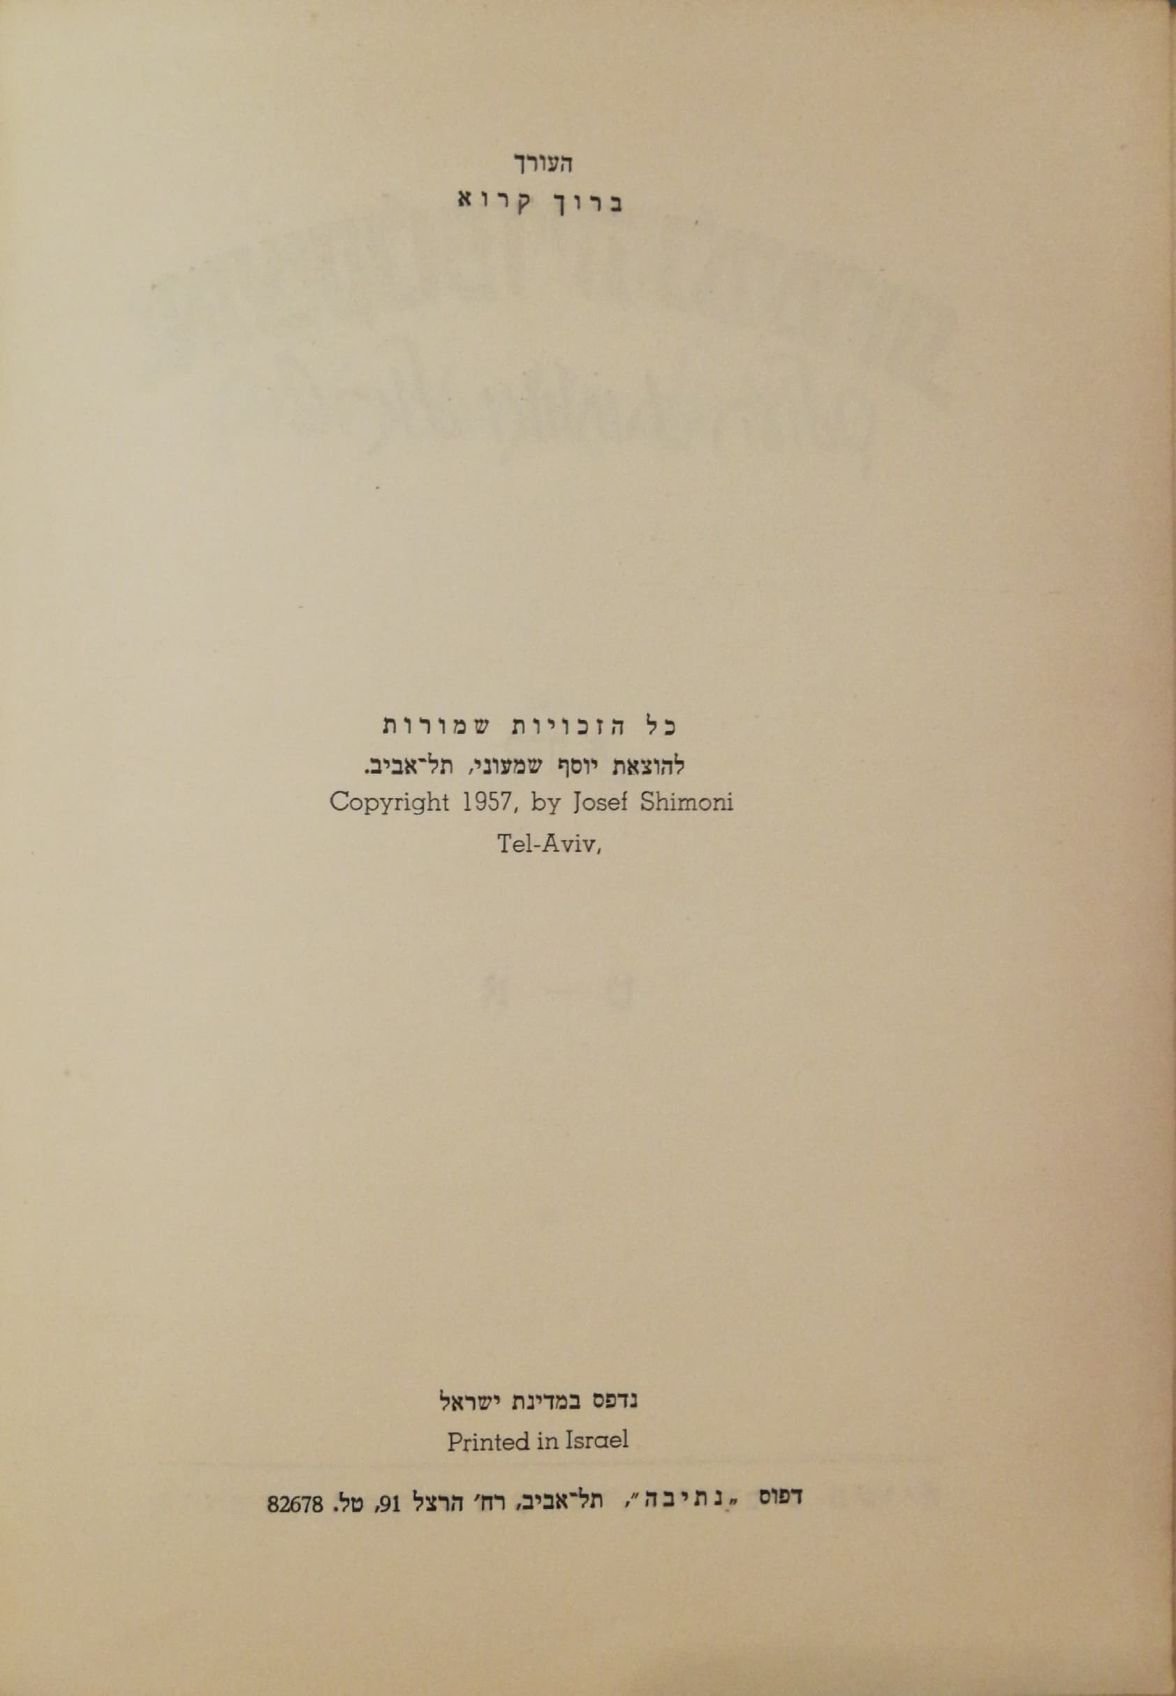 העורך
ברוך קרוא
כל הזכויות שמורות
להוצאת יוסף שמעוני, תל־אביב.
Copyright 1957, by Josef Shimoni
Tel-Aviv,
ט — א
נדפס במדינת ישראל
Printed in Israel
דפוס „נתיבה”, תל־אביב, רח׳ הרצל 91, טל. 82678